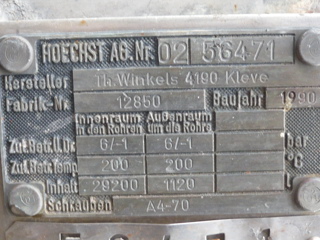 HOECHST AG. Nr. 02 56471
Hersteller Th. Winkels 4190 Kleve
Fabrik-Nr. 12850 Baujahr 1990
Innenraum in den Rohren Außenraum um die Rohre
Zul. Betr. Ü. Dr. 6/-1 6/-1 bar
Zul. Betr. Temp. 200 200 °C
Inhalt 28200 1120 l
Schrauben A4-70